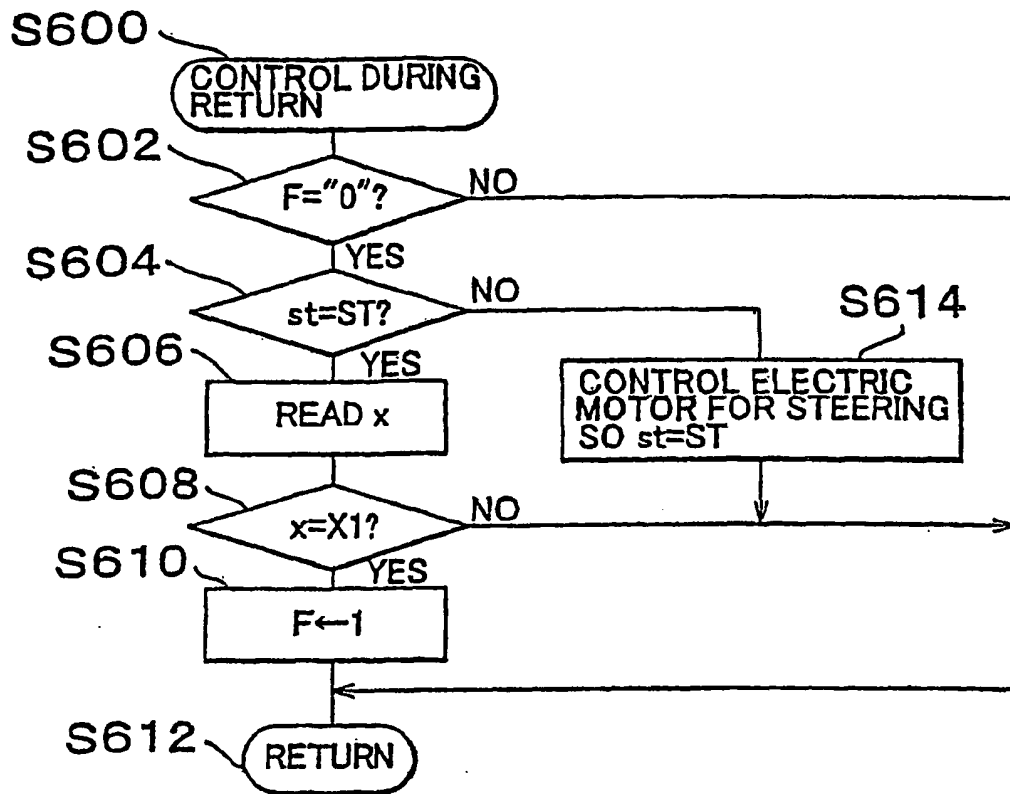 S600
CONTROL DURING
RETURN
S602
F="0"?
NO
YES
S604
st=ST?
NO
S614
CONTROL ELECTRIC
MOTOR FOR STEERING
SO st=ST
YES
S606
READ x
S608
x=X1?
NO
YES
S610
F←1
S612
RETURN